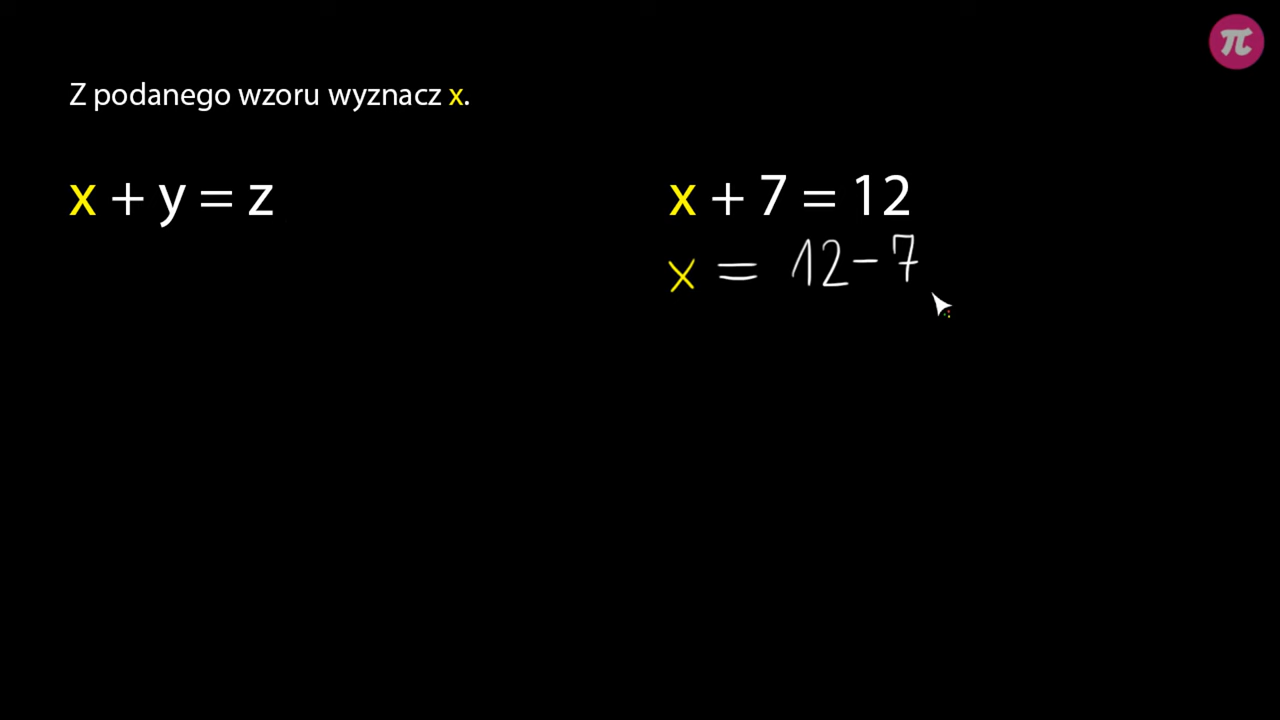 Z podanego wzoru wyznacz x.
x + y = z
x + 7 = 12
x = 12 - 7
π